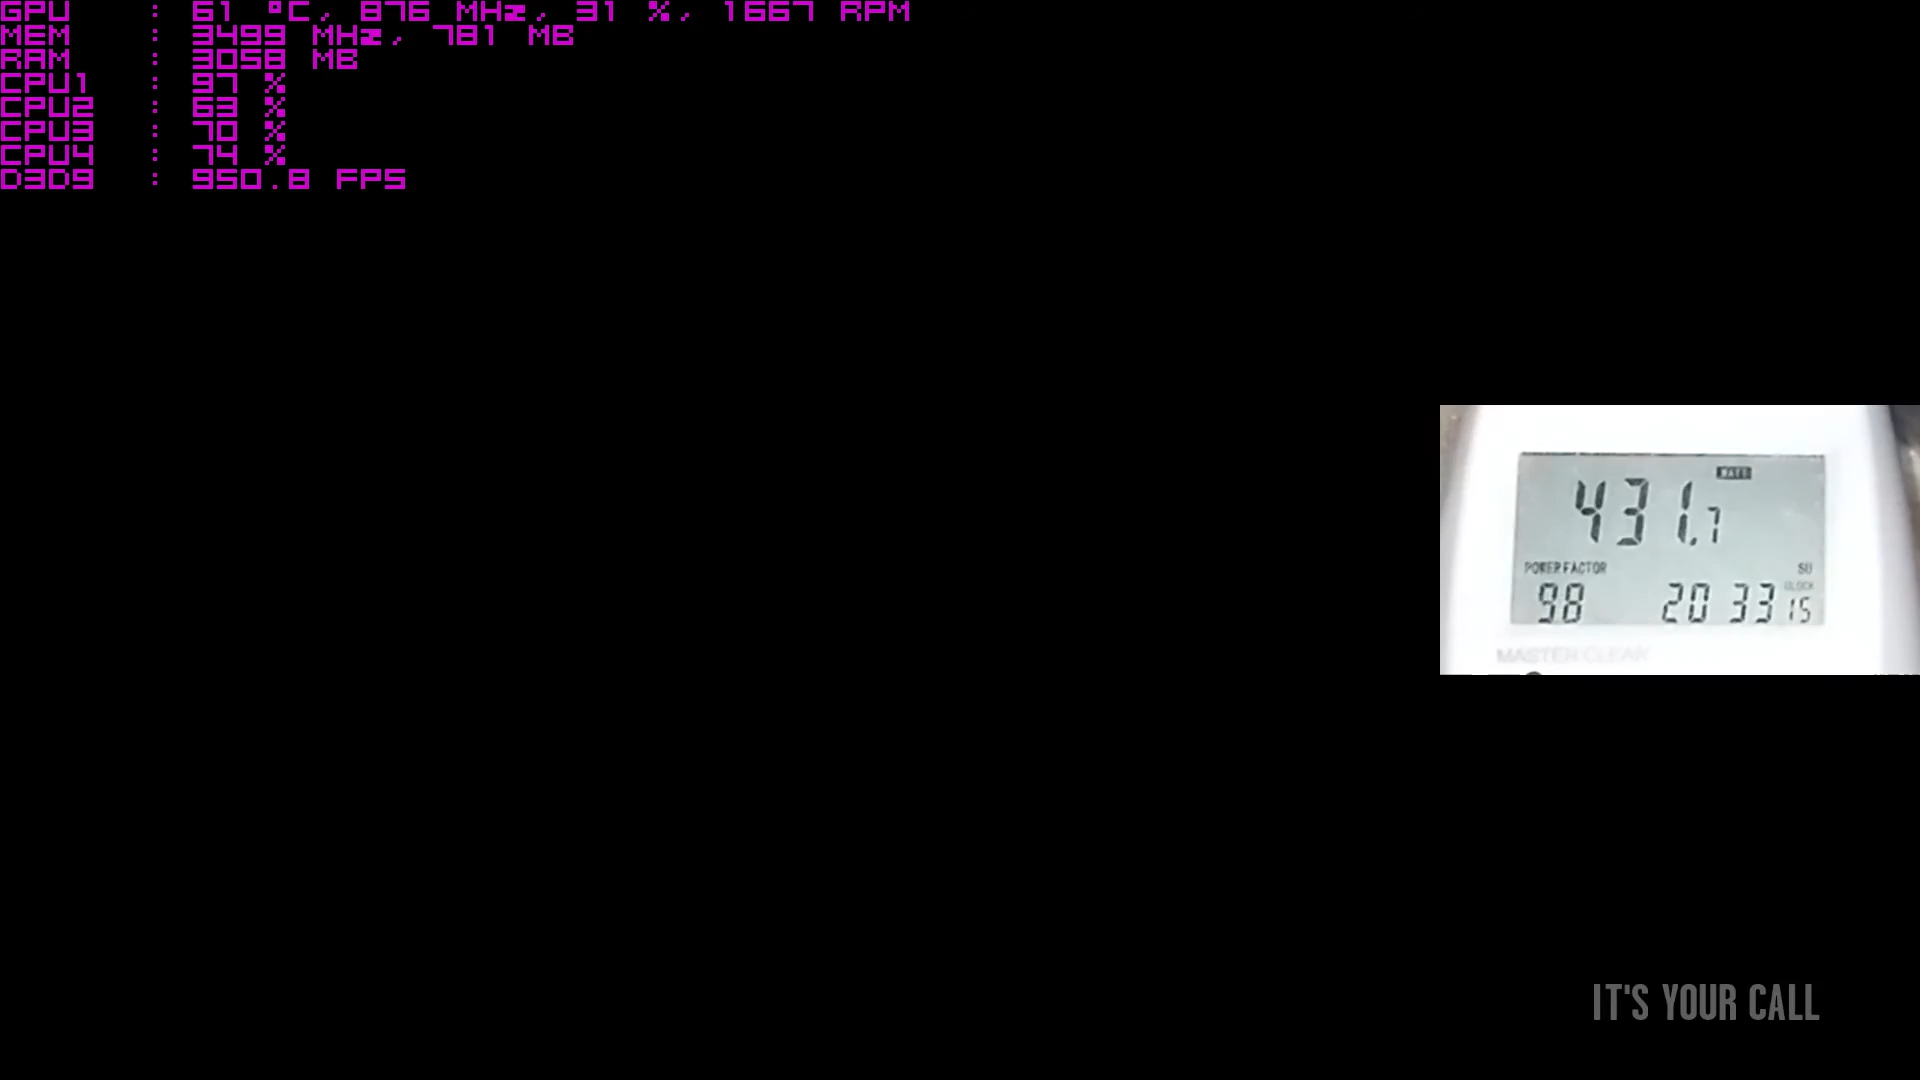 GPU : 61 °C, 876 MHz, 31 %, 1667 RPM
MEM : 3499 MHz, 781 MB
RAM : 3058 MB
CPU1 : 97 %
CPU2 : 63 %
CPU3 : 70 %
CPU4 : 74 %
D3D9 : 950.8 FPS
431.7
POWER FACTOR
CLOCK
98 20 33 15
MASTER CLEAR
IT'S YOUR CALL